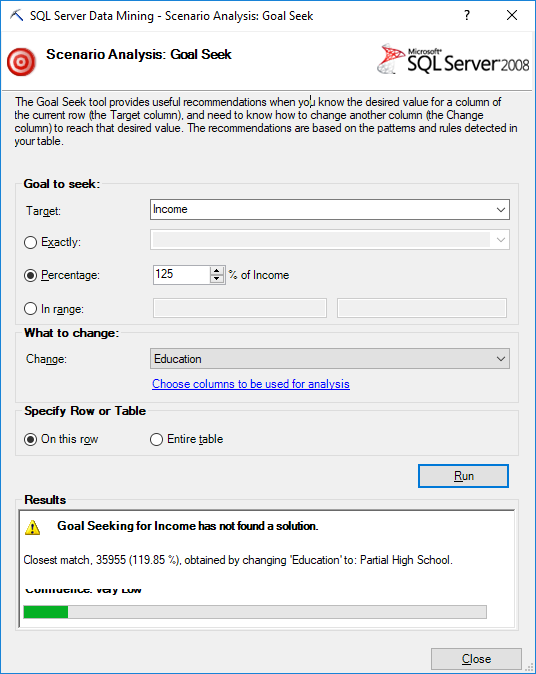 SQL Server Data Mining - Scenario Analysis: Goal Seek
?
Scenario Analysis: Goal Seek
Microsoft®
SQL Server®2008
The Goal Seek tool provides useful recommendations when you know the desired value for a column of
the current row (the Target column), and need to know how to change another column (the Change
column) to reach that desired value. The recommendations are based on the patterns and rules detected in
your table.
Goal to seek:
Target: Income
Exactly:
Percentage: 125 % of Income
In range:
What to change:
Change: Education
Choose columns to be used for analysis
Specify Row or Table
On this row Entire table
Run
Results
Goal Seeking for Income has not found a solution.
Closest match, 35955 (119.85 %), obtained by changing 'Education' to: Partial High School.
Confidence: Very Low
Close